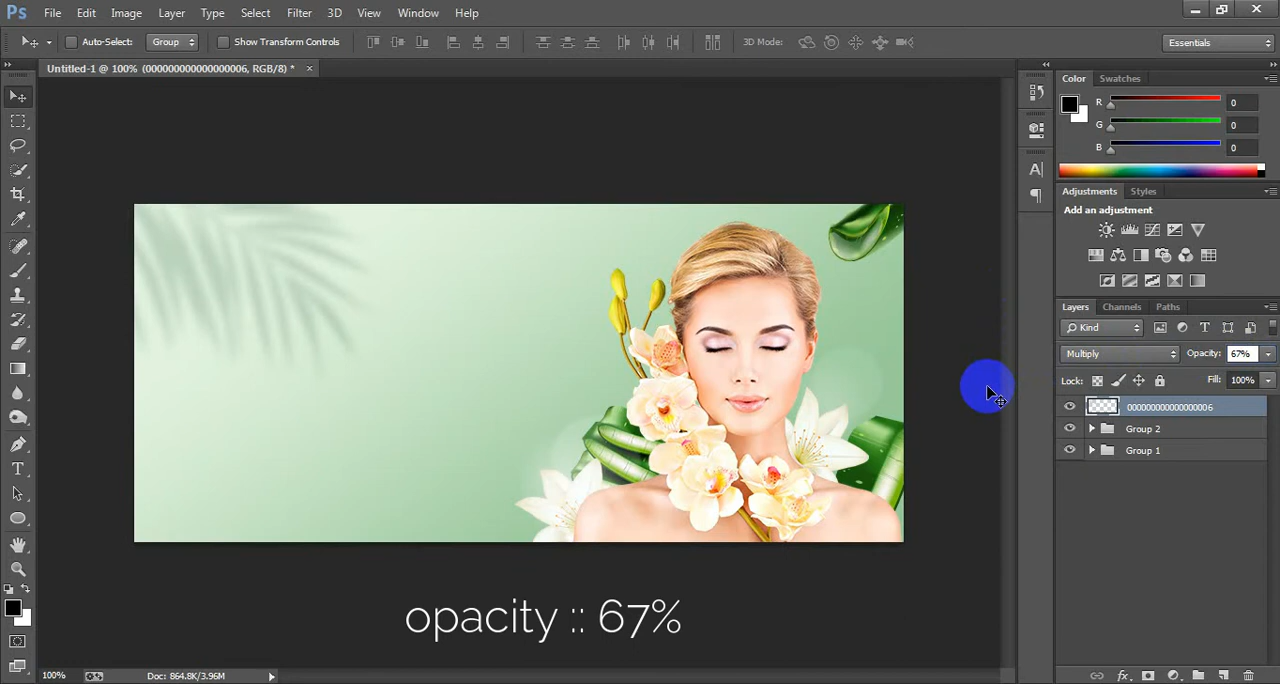 Ps File Edit Image Layer Type Select Filter 3D View Window Help
Auto-Select: Group Show Transform Controls 3D Mode: Essentials
Untitled-1 @ 100% (000000000000000006, RGB/8) * ×
Color Swatches
R 0
G 0
B 0
Adjustments Styles
Add an adjustment
Layers Channels Paths
Kind
Multiply Opacity: 67%
Lock: Fill: 100%
000000000000000006
Group 2
Group 1
opacity :: 67%
100% Doc: 864.8K/3.96M